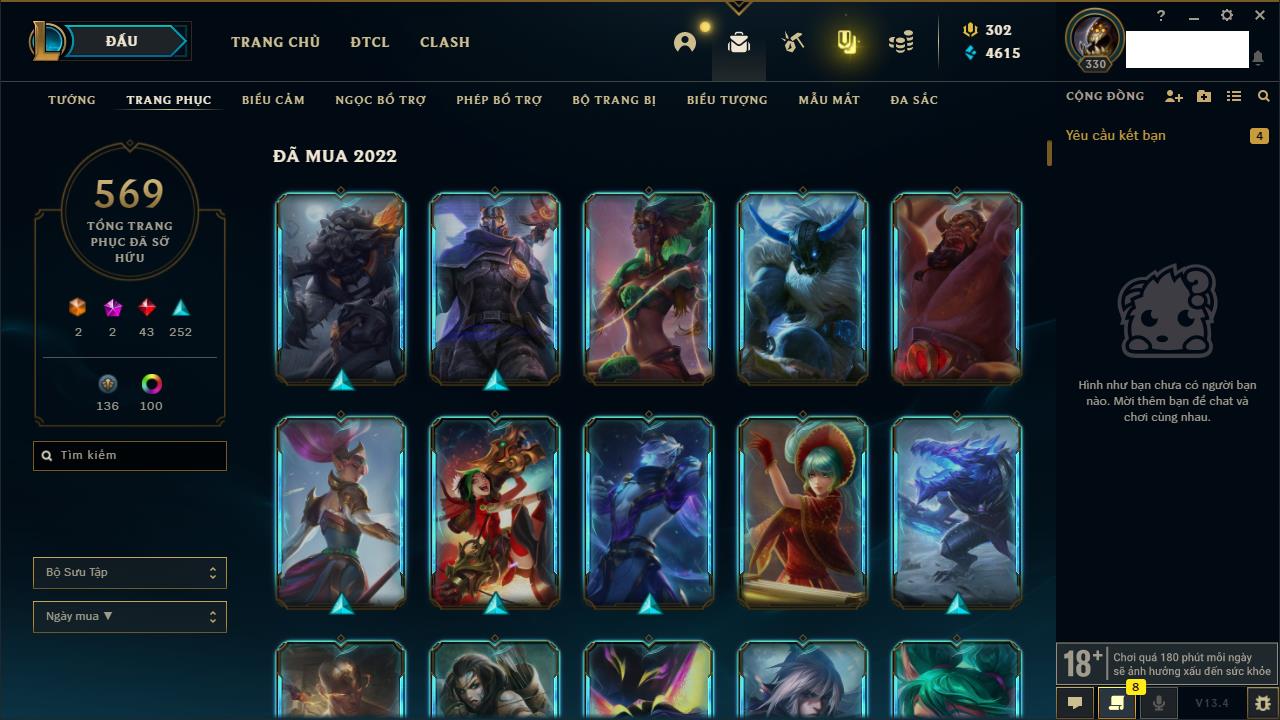 ĐẤU
TRANG CHỦ
ĐTCL
CLASH
302
4615
?
330
TƯỚNG
TRANG PHỤC
BIỂU CẢM
NGỌC BỔ TRỢ
PHÉP BỔ TRỢ
BỘ TRANG BỊ
BIỂU TƯỢNG
MẪU MẮT
ĐA SẮC
CỘNG ĐỒNG
Yêu cầu kết bạn
4
569
TỔNG TRANG
PHỤC ĐÃ SỞ
HỮU
2
2
43
252
136
100
Tìm kiếm
Bộ Sưu Tập
Ngày mua ▼
ĐÃ MUA 2022
Hình như bạn chưa có người bạn
nào. Mời thêm bạn để chat và
chơi cùng nhau.
18+
Chơi quá 180 phút mỗi ngày
sẽ ảnh hưởng xấu đến sức khỏe
8
V13.4